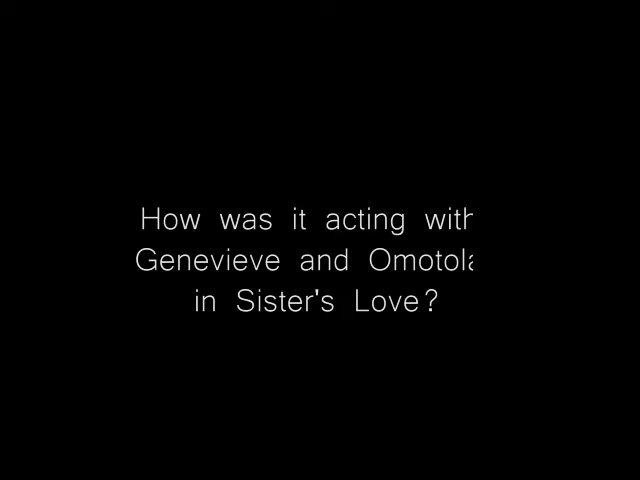 How was it acting with
Genevieve and Omotola
in Sister's Love?